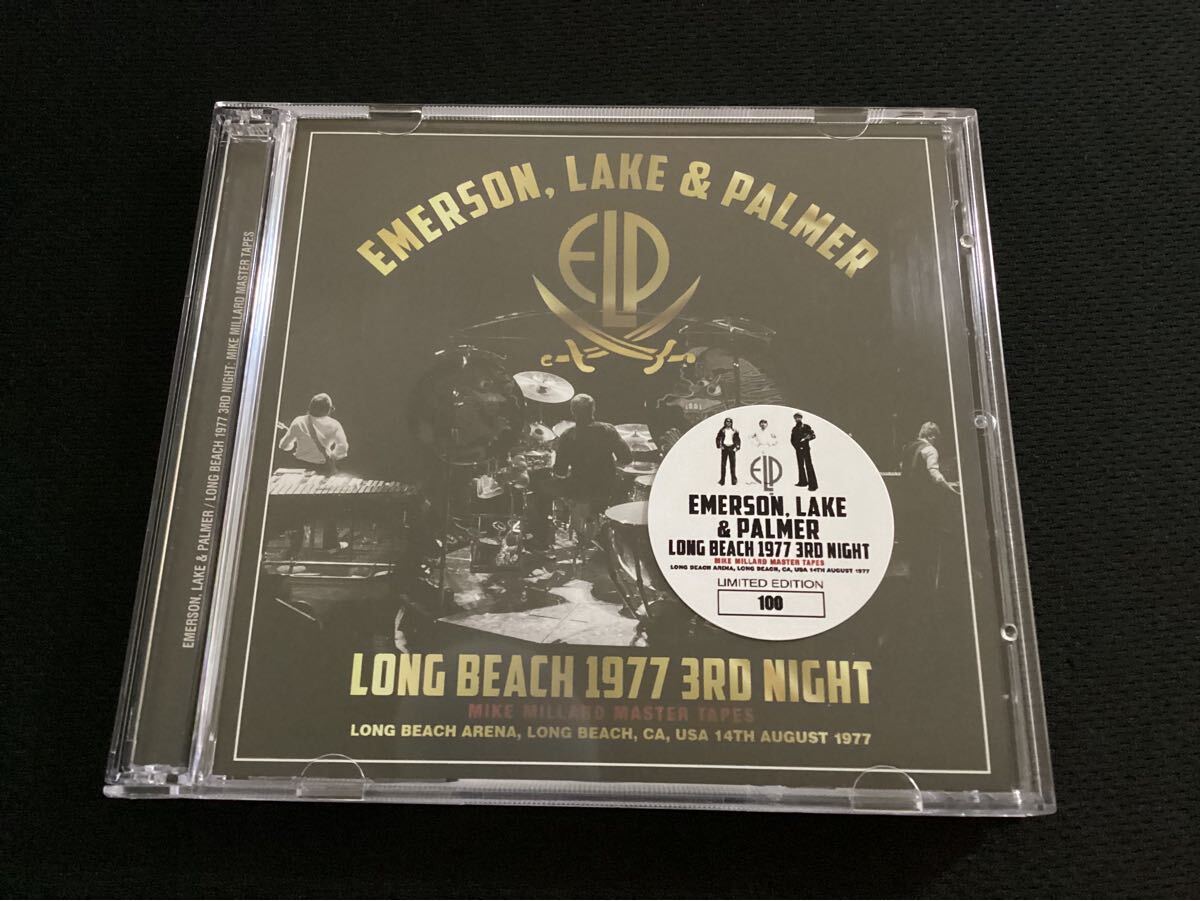 EMERSON, LAKE & PALMER / LONG BEACH 1977 3RD NIGHT: MIKE MILLARD MASTER TAPES
EMERSON, LAKE & PALMER
ELP
ELP
EMERSON, LAKE
& PALMER
LONG BEACH 1977 3RD NIGHT
MIKE MILLARD MASTER TAPES
LONG BEACH ARENA, LONG BEACH, CA, USA 14TH AUGUST 1977
LIMITED EDITION
100
LONG BEACH 1977 3RD NIGHT
MIKE MILLARD MASTER TAPES
LONG BEACH ARENA, LONG BEACH, CA, USA 14TH AUGUST 1977